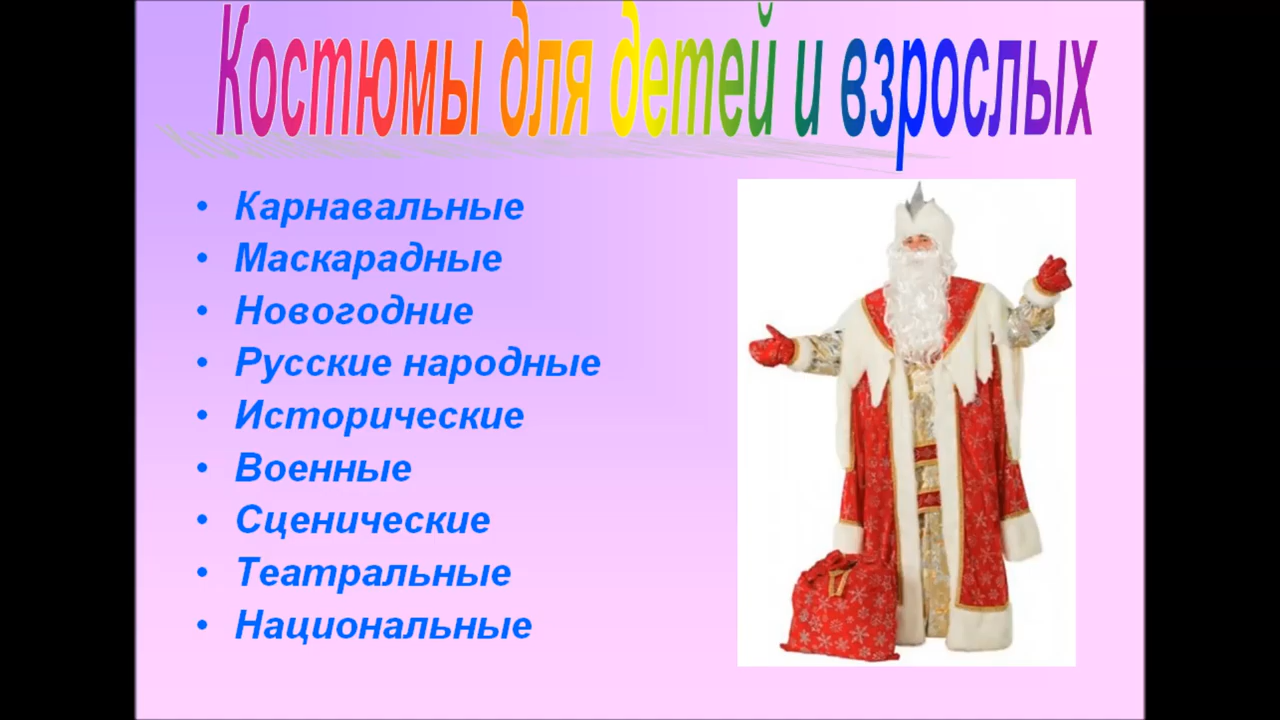 Костюмы для детей и взрослых
• Карнавальные
• Маскарадные
• Новогодние
• Русские народные
• Исторические
• Военные
• Сценические
• Театральные
• Национальные